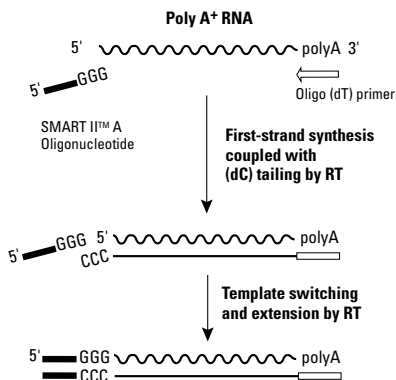 Poly A+ RNA
5' polyA 3'
5' GGG
Oligo (dT) primer
SMART II™ A
Oligonucleotide
First-strand synthesis
coupled with
(dC) tailing by RT
5' GGG 5' polyA
CCC
Template switching
and extension by RT
5' GGG polyA
CCC